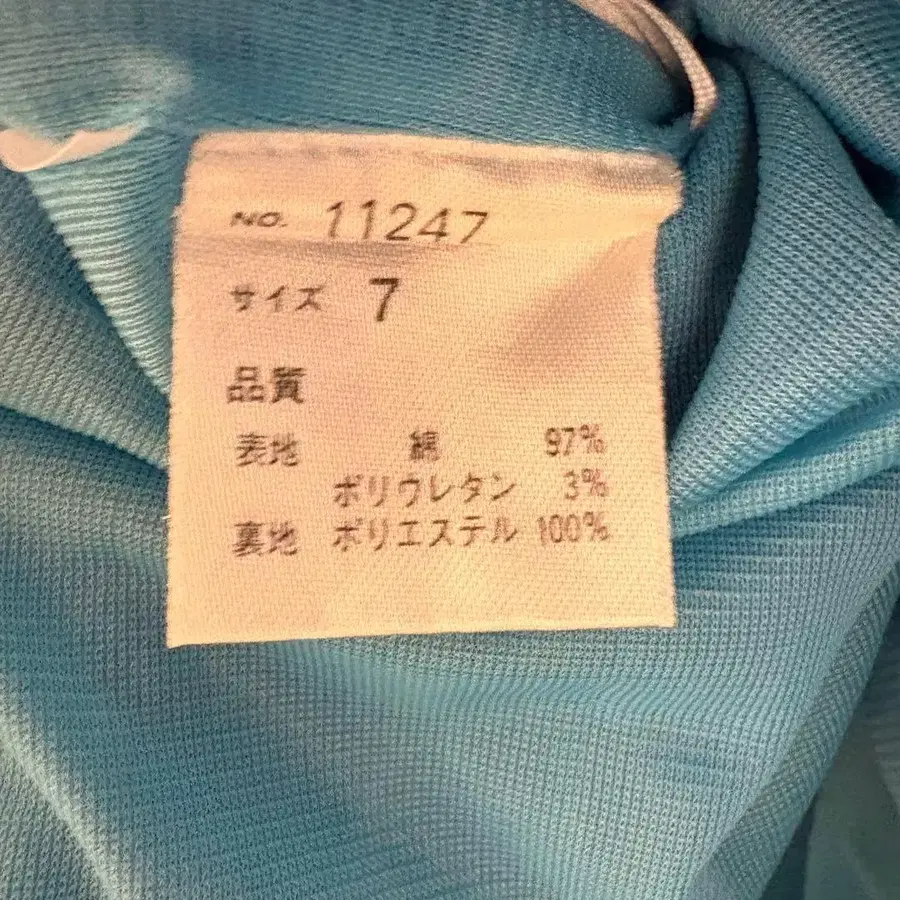 NO. 11247
サイズ 7
品質
表地 綿 97%
ポリウレタン 3%
裏地 ポリエステル 100%